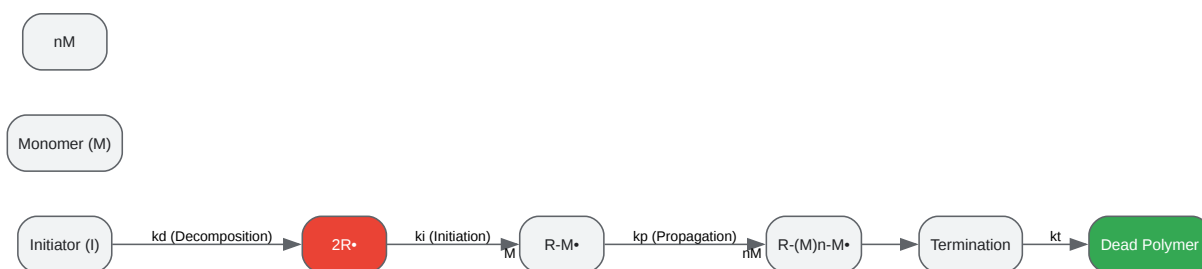 nM
Monomer (M)
Initiator (I)
kd (Decomposition)
2R•
ki (Initiation)
M
R-M•
kp (Propagation)
nM
R-(M)n-M•
Termination
kt
Dead Polymer